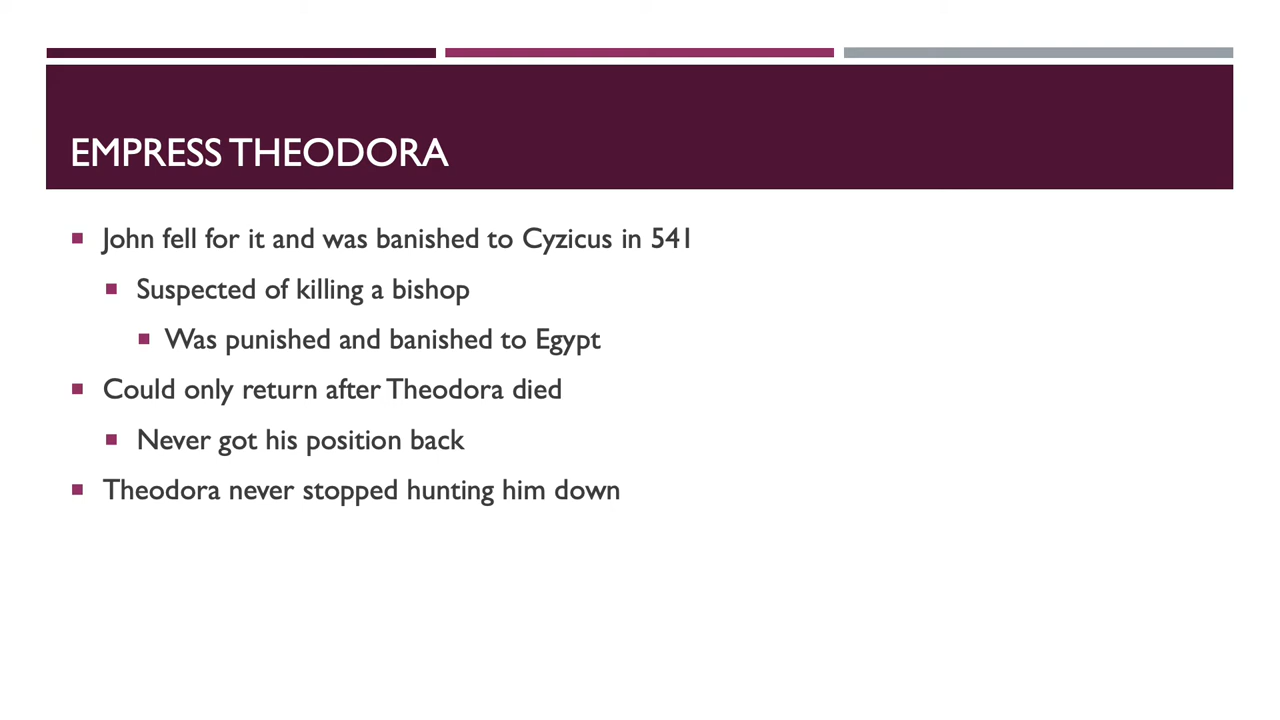 EMPRESS THEODORA
John fell for it and was banished to Cyzicus in 541
Suspected of killing a bishop
Was punished and banished to Egypt
Could only return after Theodora died
Never got his position back
Theodora never stopped hunting him down